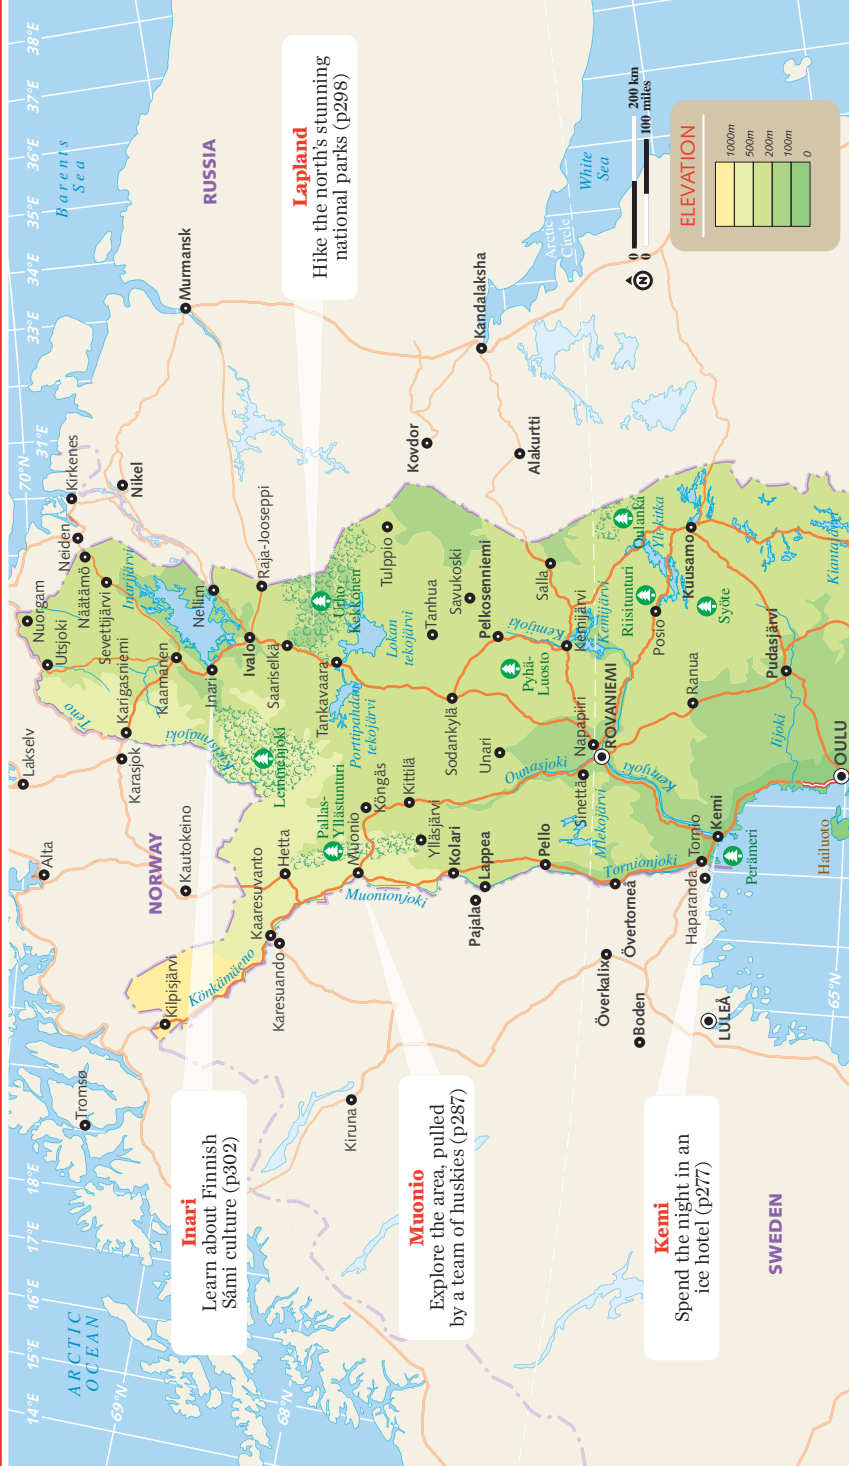 14°E
15°E
16°E
17°E
18°E
31°E
33°E
34°E
35°E
36°E
37°E
38°E
70°N
69°N
68°N
65°N
ARCTIC
OCEAN
Barents
Sea
White
Sea
Arctic
Circle
NORWAY
SWEDEN
RUSSIA
Inari
Learn about Finnish
Sámi culture (p302)
Muonio
Explore the area, pulled
by a team of huskies (p287)
Kemi
Spend the night in an
ice hotel (p277)
Lapland
Hike the north's stunning
national parks (p298)
Tromsø
Alta
Lakselv
Kautokeino
Karasjok
Karigasniemi
Utsjoki
Nuorgam
Neiden
Näätämö
Sevettijärvi
Kirkenes
Nikel
Murmansk
Teno
Inarijärvi
Kaamanen
Inari
Nellim
Ivalo
Raja-Jooseppi
Saariselkä
Kietsimäjoki
Lemmenjoki
Urho
Kekkonen
Kilpisjärvi
Könkämäeno
Kaaresuvanto
Karesuando
Hetta
Kiruna
Pallas-
Yllästunturi
Muonio
Muonionjoki
Köngäs
Kittilä
Ylläsjärvi
Kolari
Lappea
Pajala
Pello
Tankavaara
Porttipahdan
tekojärvi
Lokan
tekojärvi
Tulppio
Tanhua
Savukoski
Sodankylä
Pelkosenniemi
Unari
Pyhä-
Luosto
Kemijoki
Kemijärvi
Kemijärvi
Salla
Kovdor
Alakurtti
Kandalaksha
Ounasjoki
Napapiiri
ROVANIEMI
Sinettä
Miekojärvi
Kemijoki
Tornionjoki
Övertorneå
Överkalix
Boden
LULEÅ
Haparanda
Tornio
Kemi
Perämeri
Ranua
Posio
Riisitunturi
Oulanka
Yli-Kitka
Kuusamo
Syöte
Pudasjärvi
Iijoki
Kiantajärvi
Hailuoto
OULU
N
0
200 km
0
100 miles
ELEVATION
1000m
500m
200m
100m
0